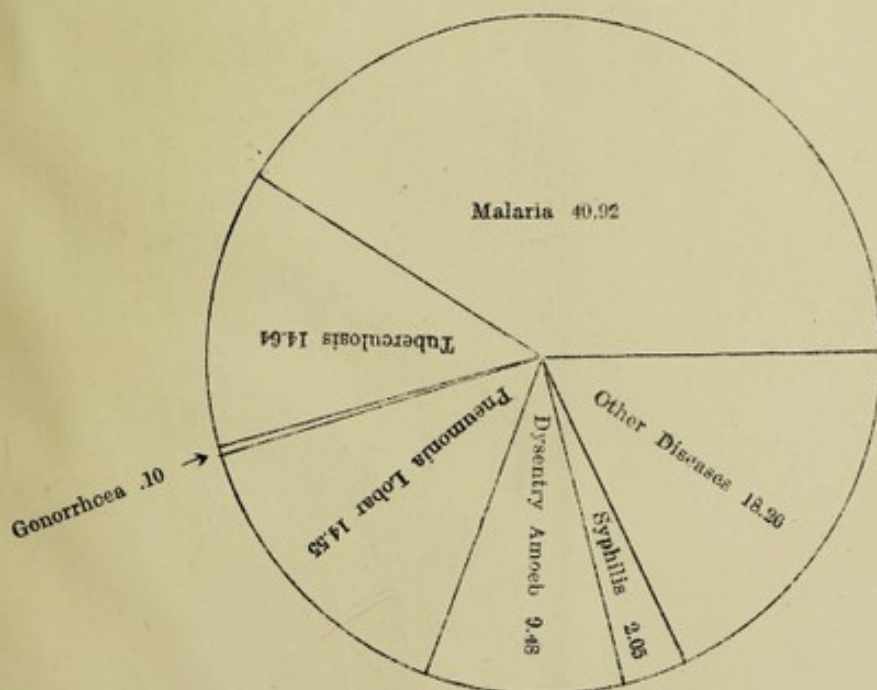 Malaria 40.92
Tuberculosis 14.64
Gonorrhoea .10
Pneumonia Lobar 14.55
Dysentry Amoeb 9.48
Syphilis 2.05
Other Diseases 18.26